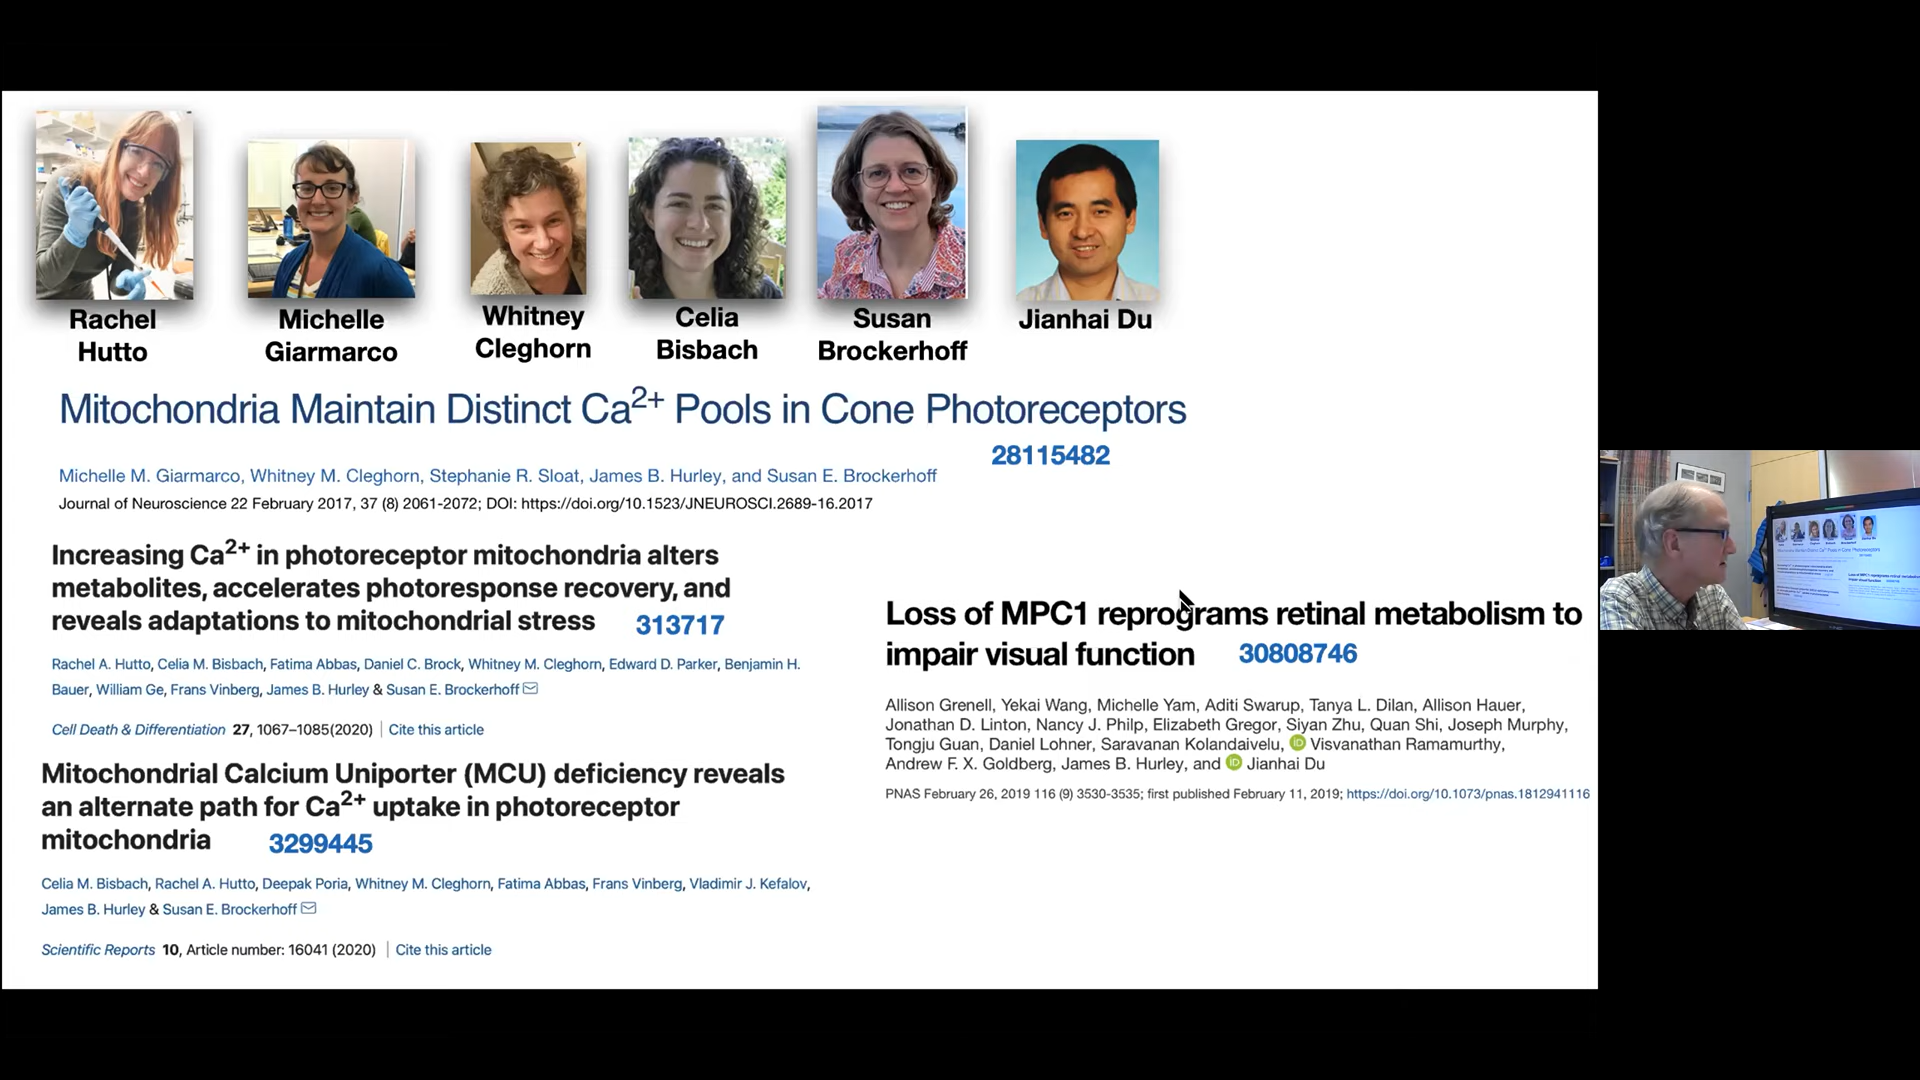 Rachel
Hutto
Michelle
Giarmarco
Whitney
Cleghorn
Celia
Bisbach
Susan
Brockerhoff
Jianhai Du
Mitochondria Maintain Distinct Ca2+ Pools in Cone Photoreceptors
28115482
Michelle M. Giarmarco, Whitney M. Cleghorn, Stephanie R. Sloat, James B. Hurley, and Susan E. Brockerhoff
Journal of Neuroscience 22 February 2017, 37 (8) 2061-2072; DOI: https://doi.org/10.1523/JNEUROSCI.2689-16.2017
Increasing Ca2+ in photoreceptor mitochondria alters
metabolites, accelerates photoresponse recovery, and
reveals adaptations to mitochondrial stress 313717
Rachel A. Hutto, Celia M. Bisbach, Fatima Abbas, Daniel C. Brock, Whitney M. Cleghorn, Edward D. Parker, Benjamin H.
Bauer, William Ge, Frans Vinberg, James B. Hurley & Susan E. Brockerhoff
Cell Death & Differentiation 27, 1067–1085(2020) | Cite this article
Mitochondrial Calcium Uniporter (MCU) deficiency reveals
an alternate path for Ca2+ uptake in photoreceptor
mitochondria 3299445
Celia M. Bisbach, Rachel A. Hutto, Deepak Poria, Whitney M. Cleghorn, Fatima Abbas, Frans Vinberg, Vladimir J. Kefalov,
James B. Hurley & Susan E. Brockerhoff
Scientific Reports 10, Article number: 16041 (2020) | Cite this article
Loss of MPC1 reprograms retinal metabolism to
impair visual function 30808746
Allison Grenell, Yekai Wang, Michelle Yam, Aditi Swarup, Tanya L. Dilan, Allison Hauer,
Jonathan D. Linton, Nancy J. Philp, Elizabeth Gregor, Siyan Zhu, Quan Shi, Joseph Murphy,
Tongju Guan, Daniel Lohner, Saravanan Kolandaivelu, iD Visvanathan Ramamurthy,
Andrew F. X. Goldberg, James B. Hurley, and iD Jianhai Du
PNAS February 26, 2019 116 (9) 3530-3535; first published February 11, 2019; https://doi.org/10.1073/pnas.1812941116